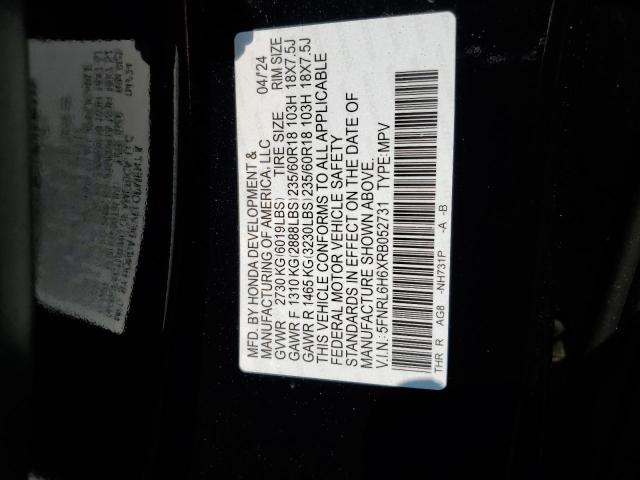 MFD. BY HONDA DEVELOPMENT &
MANUFACTURING OF AMERICA, LLC 04/'24
GVWR 2730 KG(6019LBS) TIRE SIZE RIM SIZE
GAWR F 1310 KG(2888LBS) 235/60R18 103H 18X7.5J
GAWR R 1465 KG(3230LBS) 235/60R18 103H 18X7.5J
THIS VEHICLE CONFORMS TO ALL APPLICABLE
FEDERAL MOTOR VEHICLE SAFETY
STANDARDS IN EFFECT ON THE DATE OF
MANUFACTURE SHOWN ABOVE.
V.I.N.:5FNRL6H6XRB052731 TYPE:MPV
THR R AG8 -NH731P -A -B